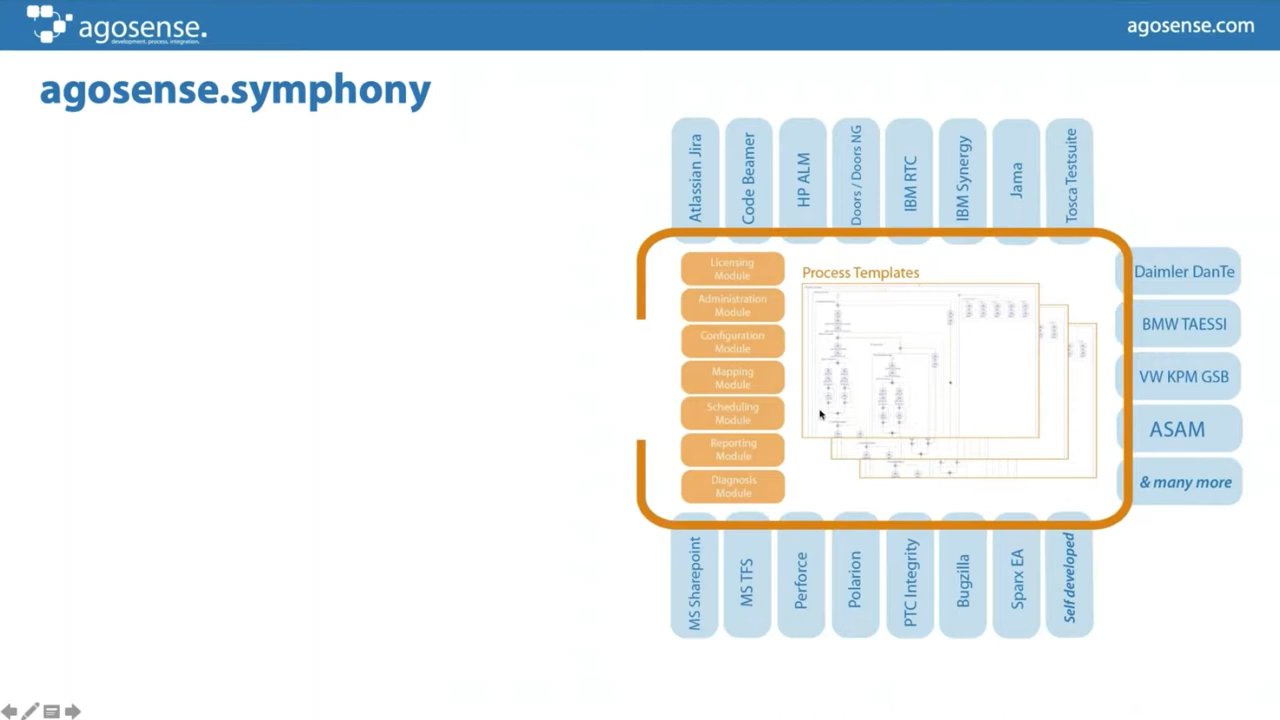 agosense.
development, process, integration.
agosense.com
agosense.symphony
Atlassian Jira
Code Beamer
HP ALM
Doors / Doors NG
IBM RTC
IBM Synergy
Jama
Tosca Testsuite
Licensing
Module
Administration
Module
Configuration
Module
Mapping
Module
Scheduling
Module
Reporting
Module
Diagnosis
Module
Process Templates
Daimler DanTe
BMW TAESSI
VW KPM GSB
ASAM
& many more
MS Sharepoint
MS TFS
Perforce
Polarion
PTC Integrity
Bugzilla
Sparx EA
Self developed